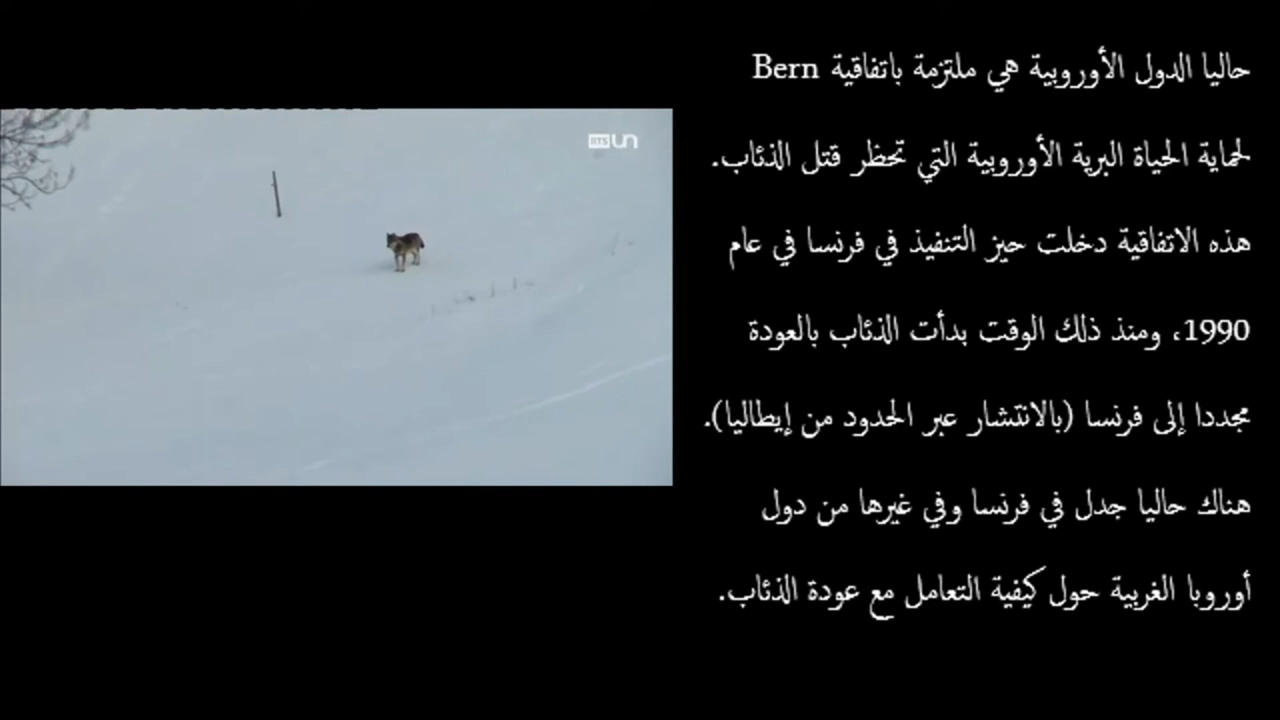 RTS un
حاليا الدول الأوروبية هي ملتزمة باتفاقية Bern
لحماية الحياة البرية الأوروبية التي تحظر قتل الذئاب.
هذه الاتفاقية دخلت حيز التنفيذ في فرنسا في عام
1990، ومنذ ذلك الوقت بدأت الذئاب بالعودة
مجددا إلى فرنسا (بالانتشار عبر الحدود من إيطاليا).
هناك حاليا جدل في فرنسا وفي غيرها من دول
أوروبا الغربية حول كيفية التعامل مع عودة الذئاب.